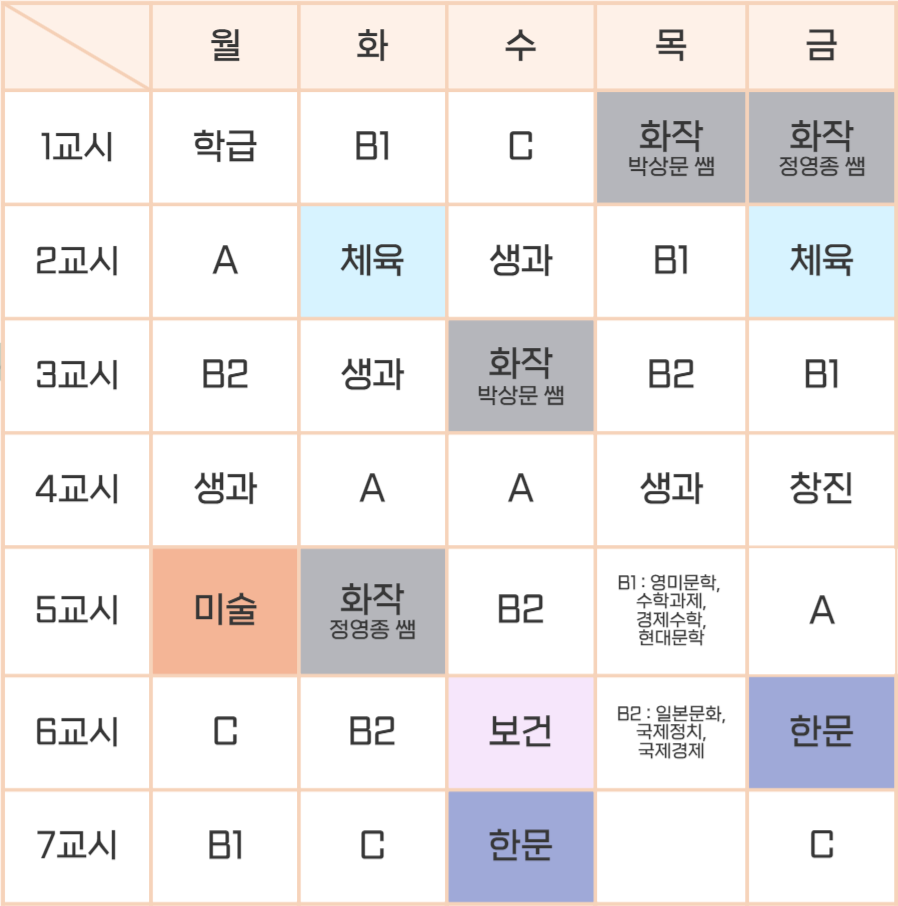 월 화 수 목 금
1교시 학급 B1 C 화작 화작
박상문 쌤 정영종 쌤
2교시 A 체육 생과 B1 체육
3교시 B2 생과 화작 B2 B1
박상문 쌤
4교시 생과 A A 생과 창진
5교시 미술 화작 B2 B1 : 영미문학, A
정영종 쌤 수학과제,
경제수학,
현대문학
6교시 C B2 보건 B2 : 일본문화, 한문
국제정치,
국제경제
7교시 B1 C 한문 C